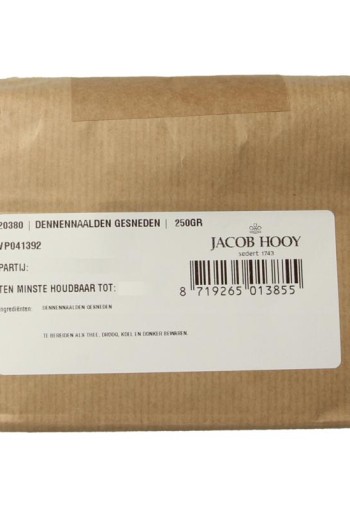 20380 | DENNENNAALDEN GESNEDEN | 250GR
VP041392
JACOB HOOY
sedert 1743
PARTIJ:
TEN MINSTE HOUDBAAR TOT:
8 719265 013855
Ingrediënten: DENNENNAALDEN GESNEDEN
TE BEREIDEN ALS THEE. DROOG, KOEL EN DONKER BEWAREN.